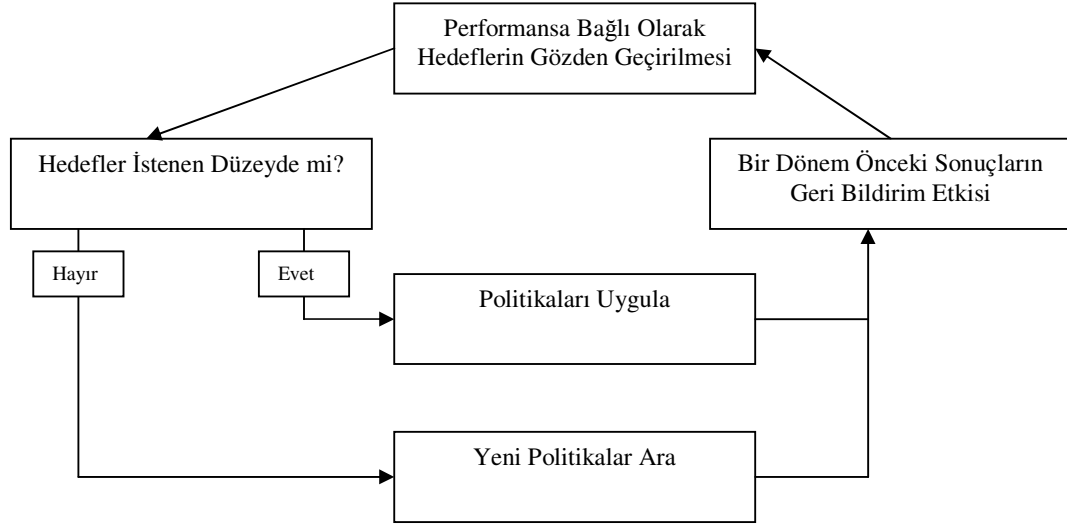 Performansa Bağlı Olarak
Hedeflerin Gözden Geçirilmesi
Hedefler İstenen Düzeyde mi?
Bir Dönem Önceki Sonuçların
Geri Bildirim Etkisi
Hayır
Evet
Politikaları Uygula
Yeni Politikalar Ara